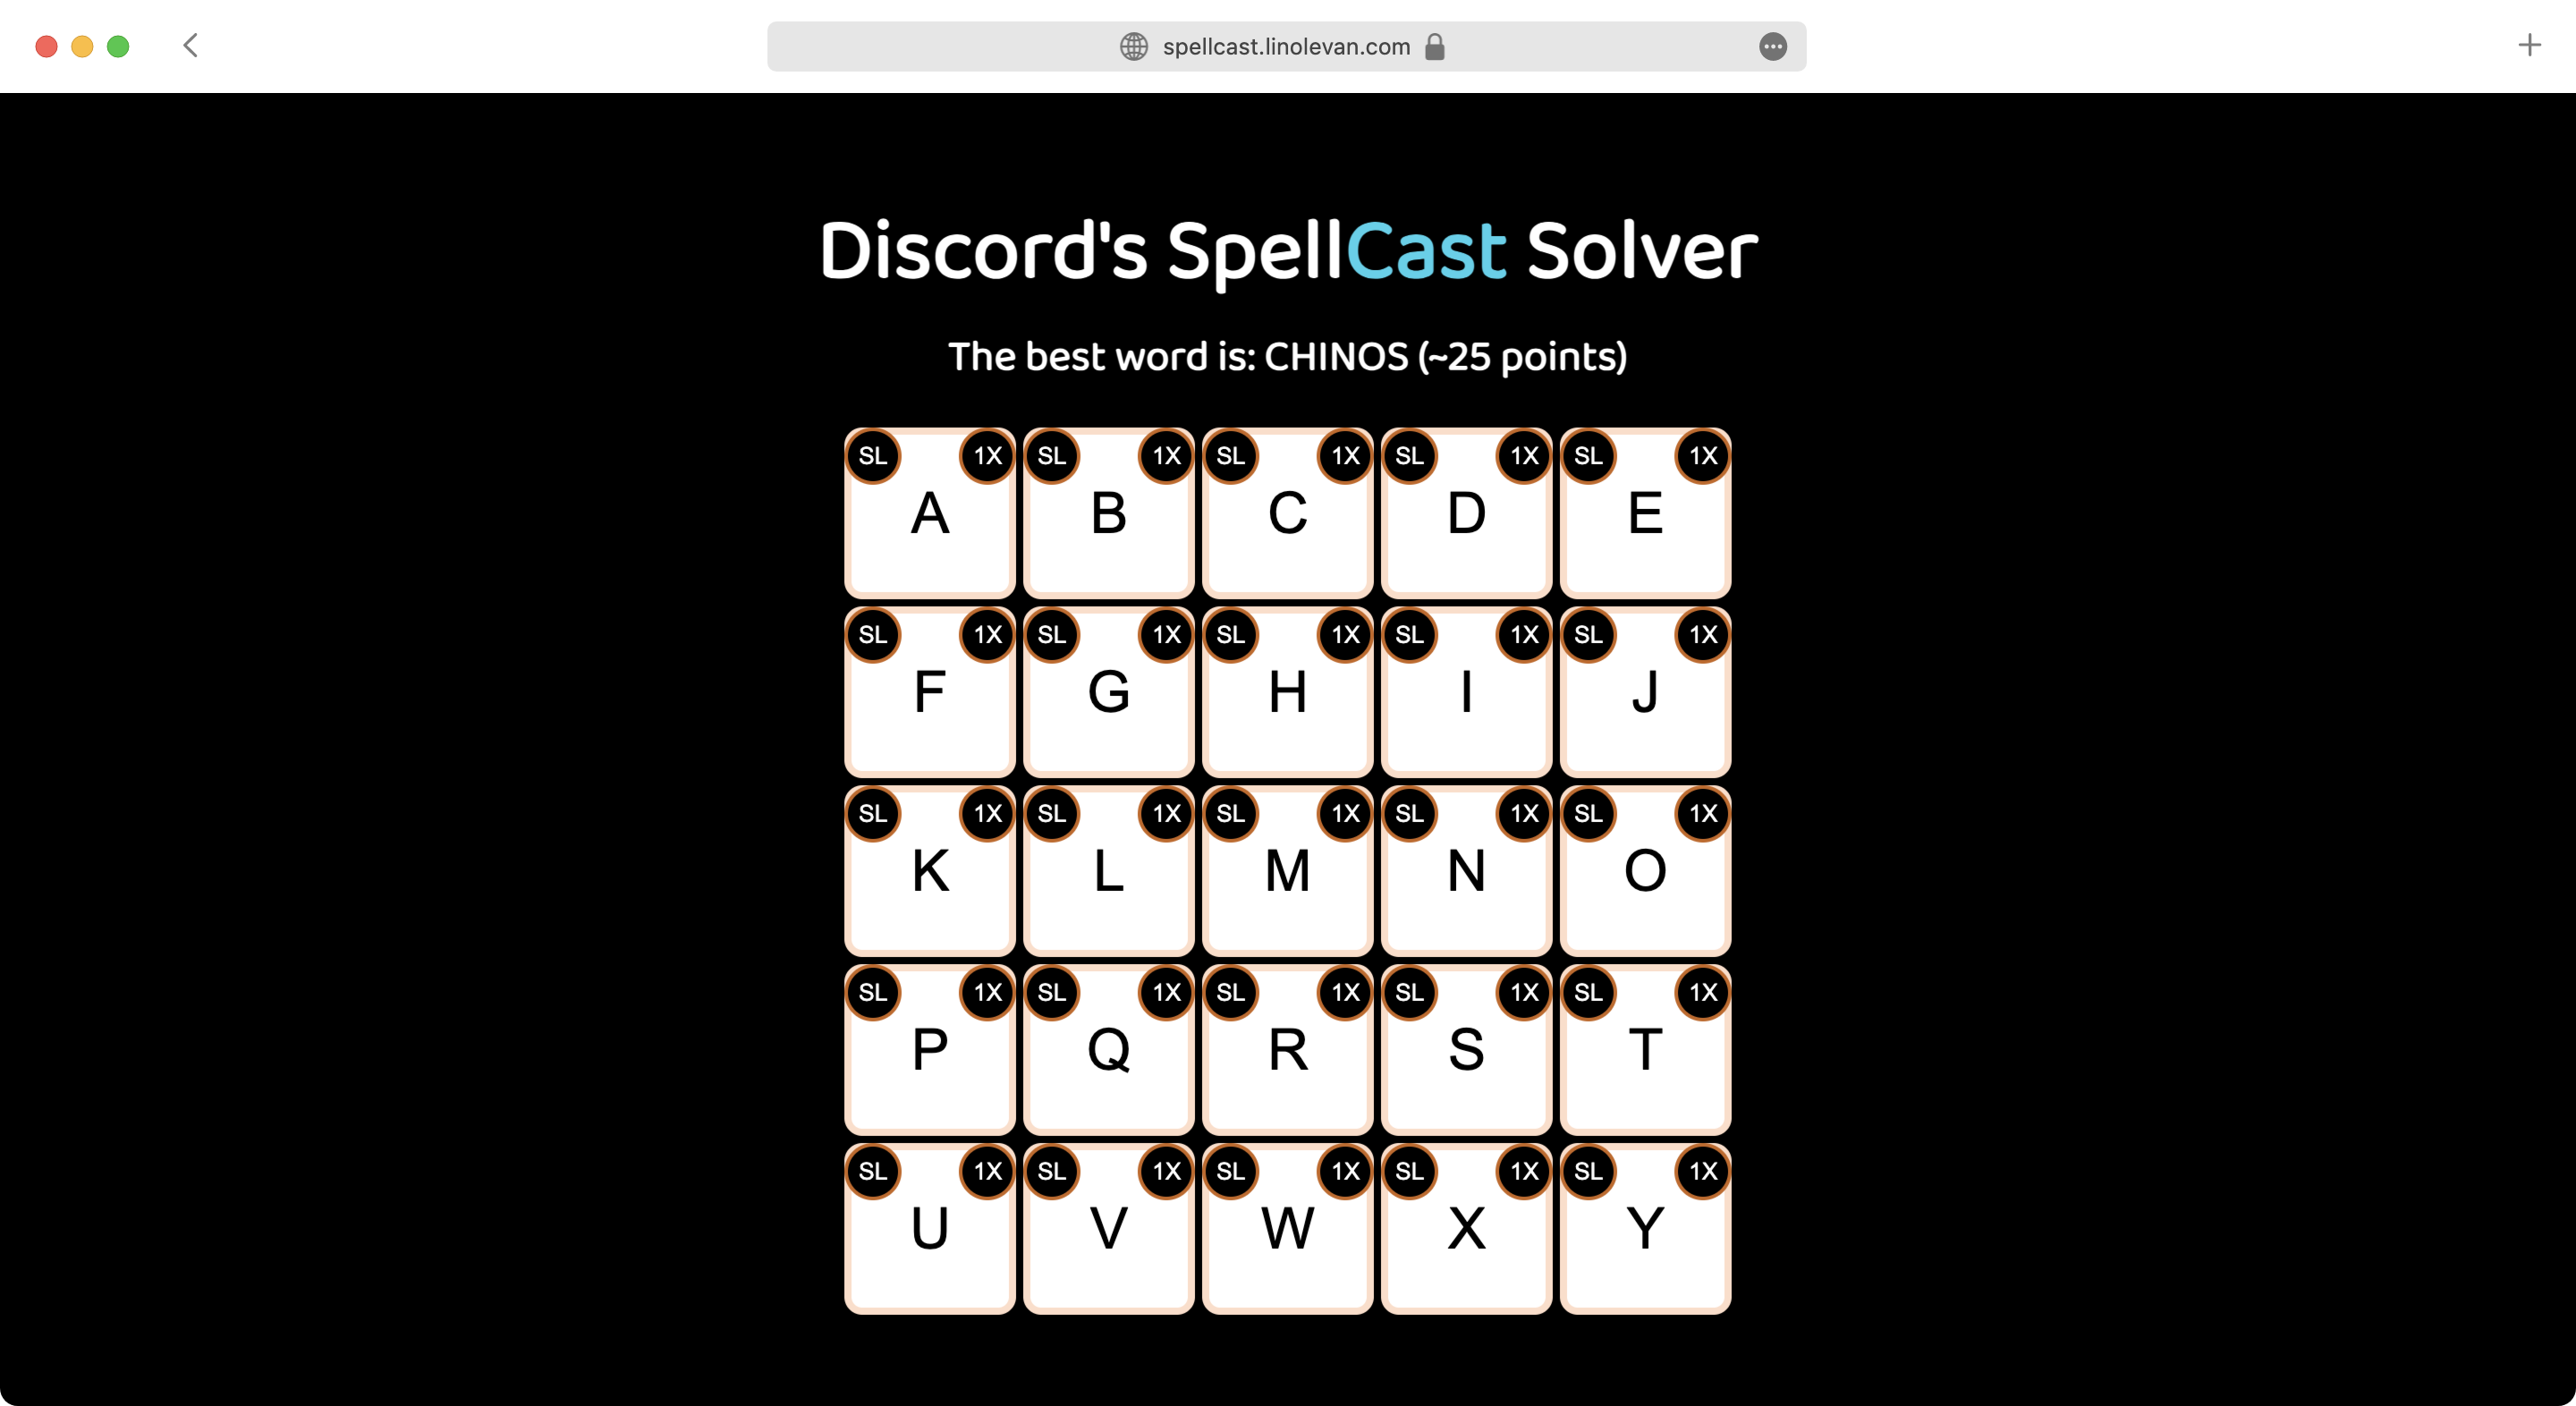 spellcast.linolevan.com
Discord's SpellCast Solver
The best word is: CHINOS (~25 points)
SL 1X SL 1X SL 1X SL 1X SL 1X
A B C D E
SL 1X SL 1X SL 1X SL 1X SL 1X
F G H I J
SL 1X SL 1X SL 1X SL 1X SL 1X
K L M N O
SL 1X SL 1X SL 1X SL 1X SL 1X
P Q R S T
SL 1X SL 1X SL 1X SL 1X SL 1X
U V W X Y